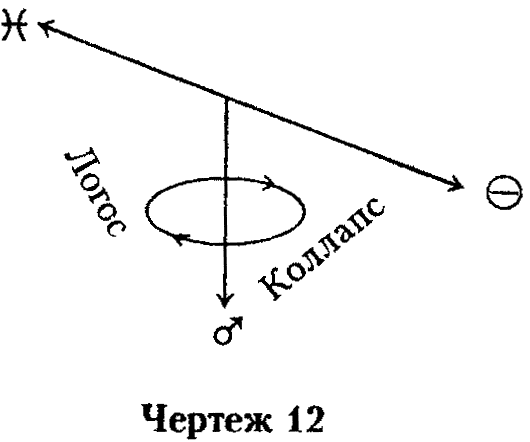 ♓
⊖
Логос
Коллапс
♂
Чертеж 12